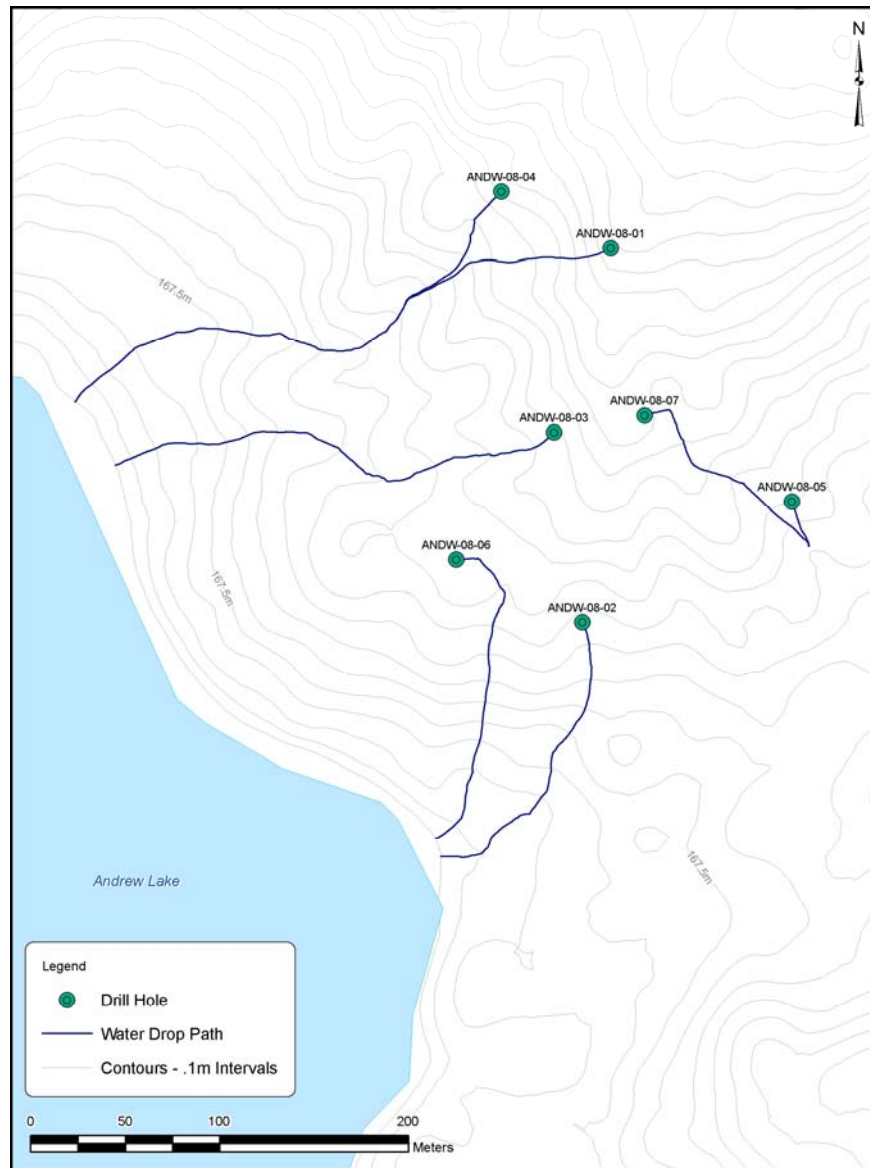 N
ANDW-08-04
ANDW-08-01
167.5m
ANDW-08-07
ANDW-08-03
ANDW-08-05
ANDW-08-06
167.5m
ANDW-08-02
167.5m
Andrew Lake
Legend
Drill Hole
Water Drop Path
Contours - .1m Intervals
0 50 100 200
Meters